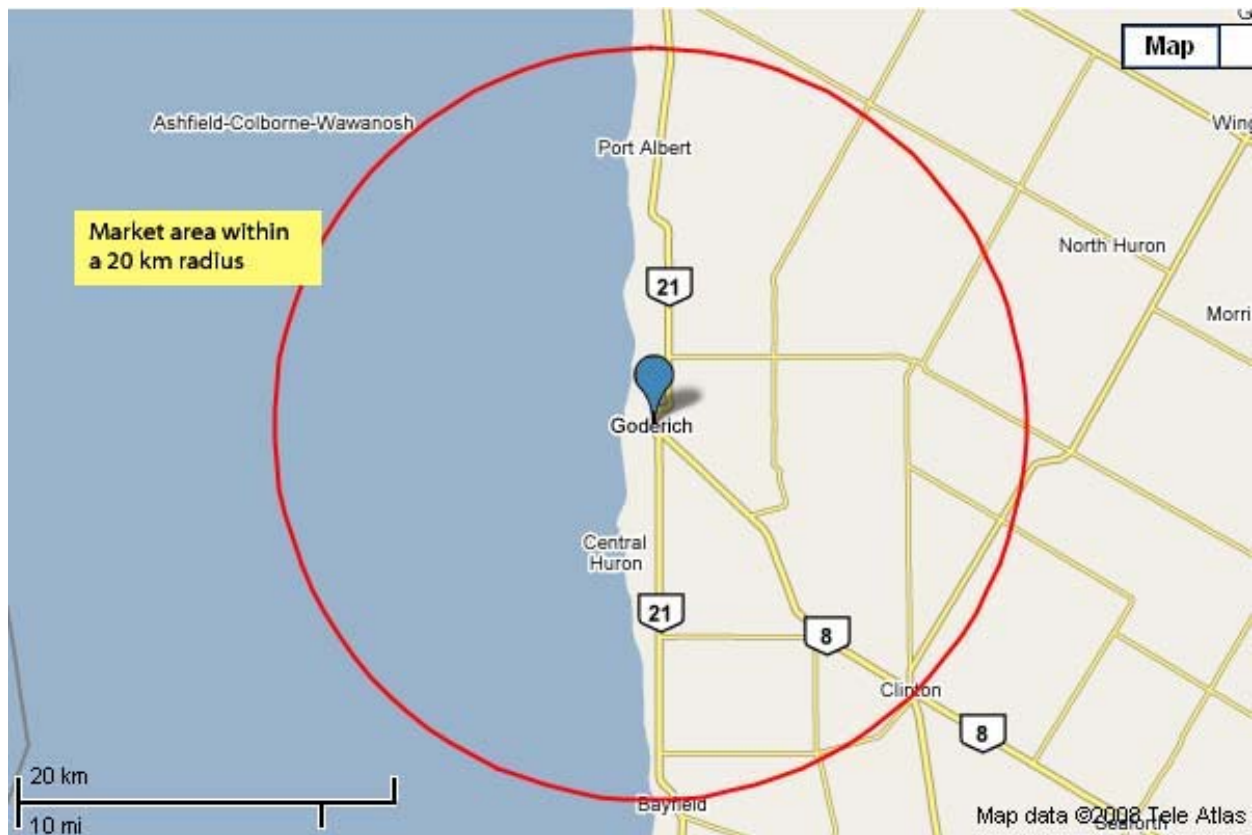 Map
Ashfield-Colborne-Wawanosh
Port Albert
Market area within
a 20 km radius
North Huron
21
Goderich
Central
Huron
21
8
Clinton
8
20 km
10 mi
Bayfield
Map data ©2008 Tele Atlas
Seaforth